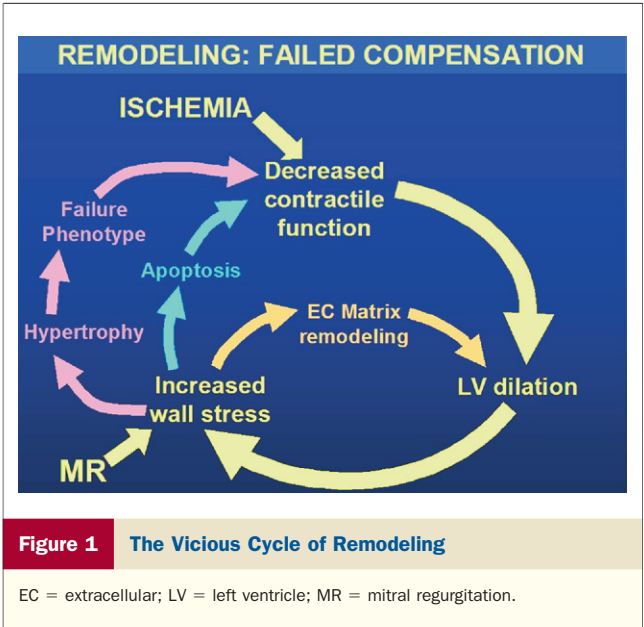 REMODELING: FAILED COMPENSATION
ISCHEMIA
Decreased
contractile
function
Failure
Phenotype
Apoptosis
EC Matrix
remodeling
Hypertrophy
Increased
wall stress
LV dilation
MR
Figure 1
The Vicious Cycle of Remodeling
EC = extracellular; LV = left ventricle; MR = mitral regurgitation.